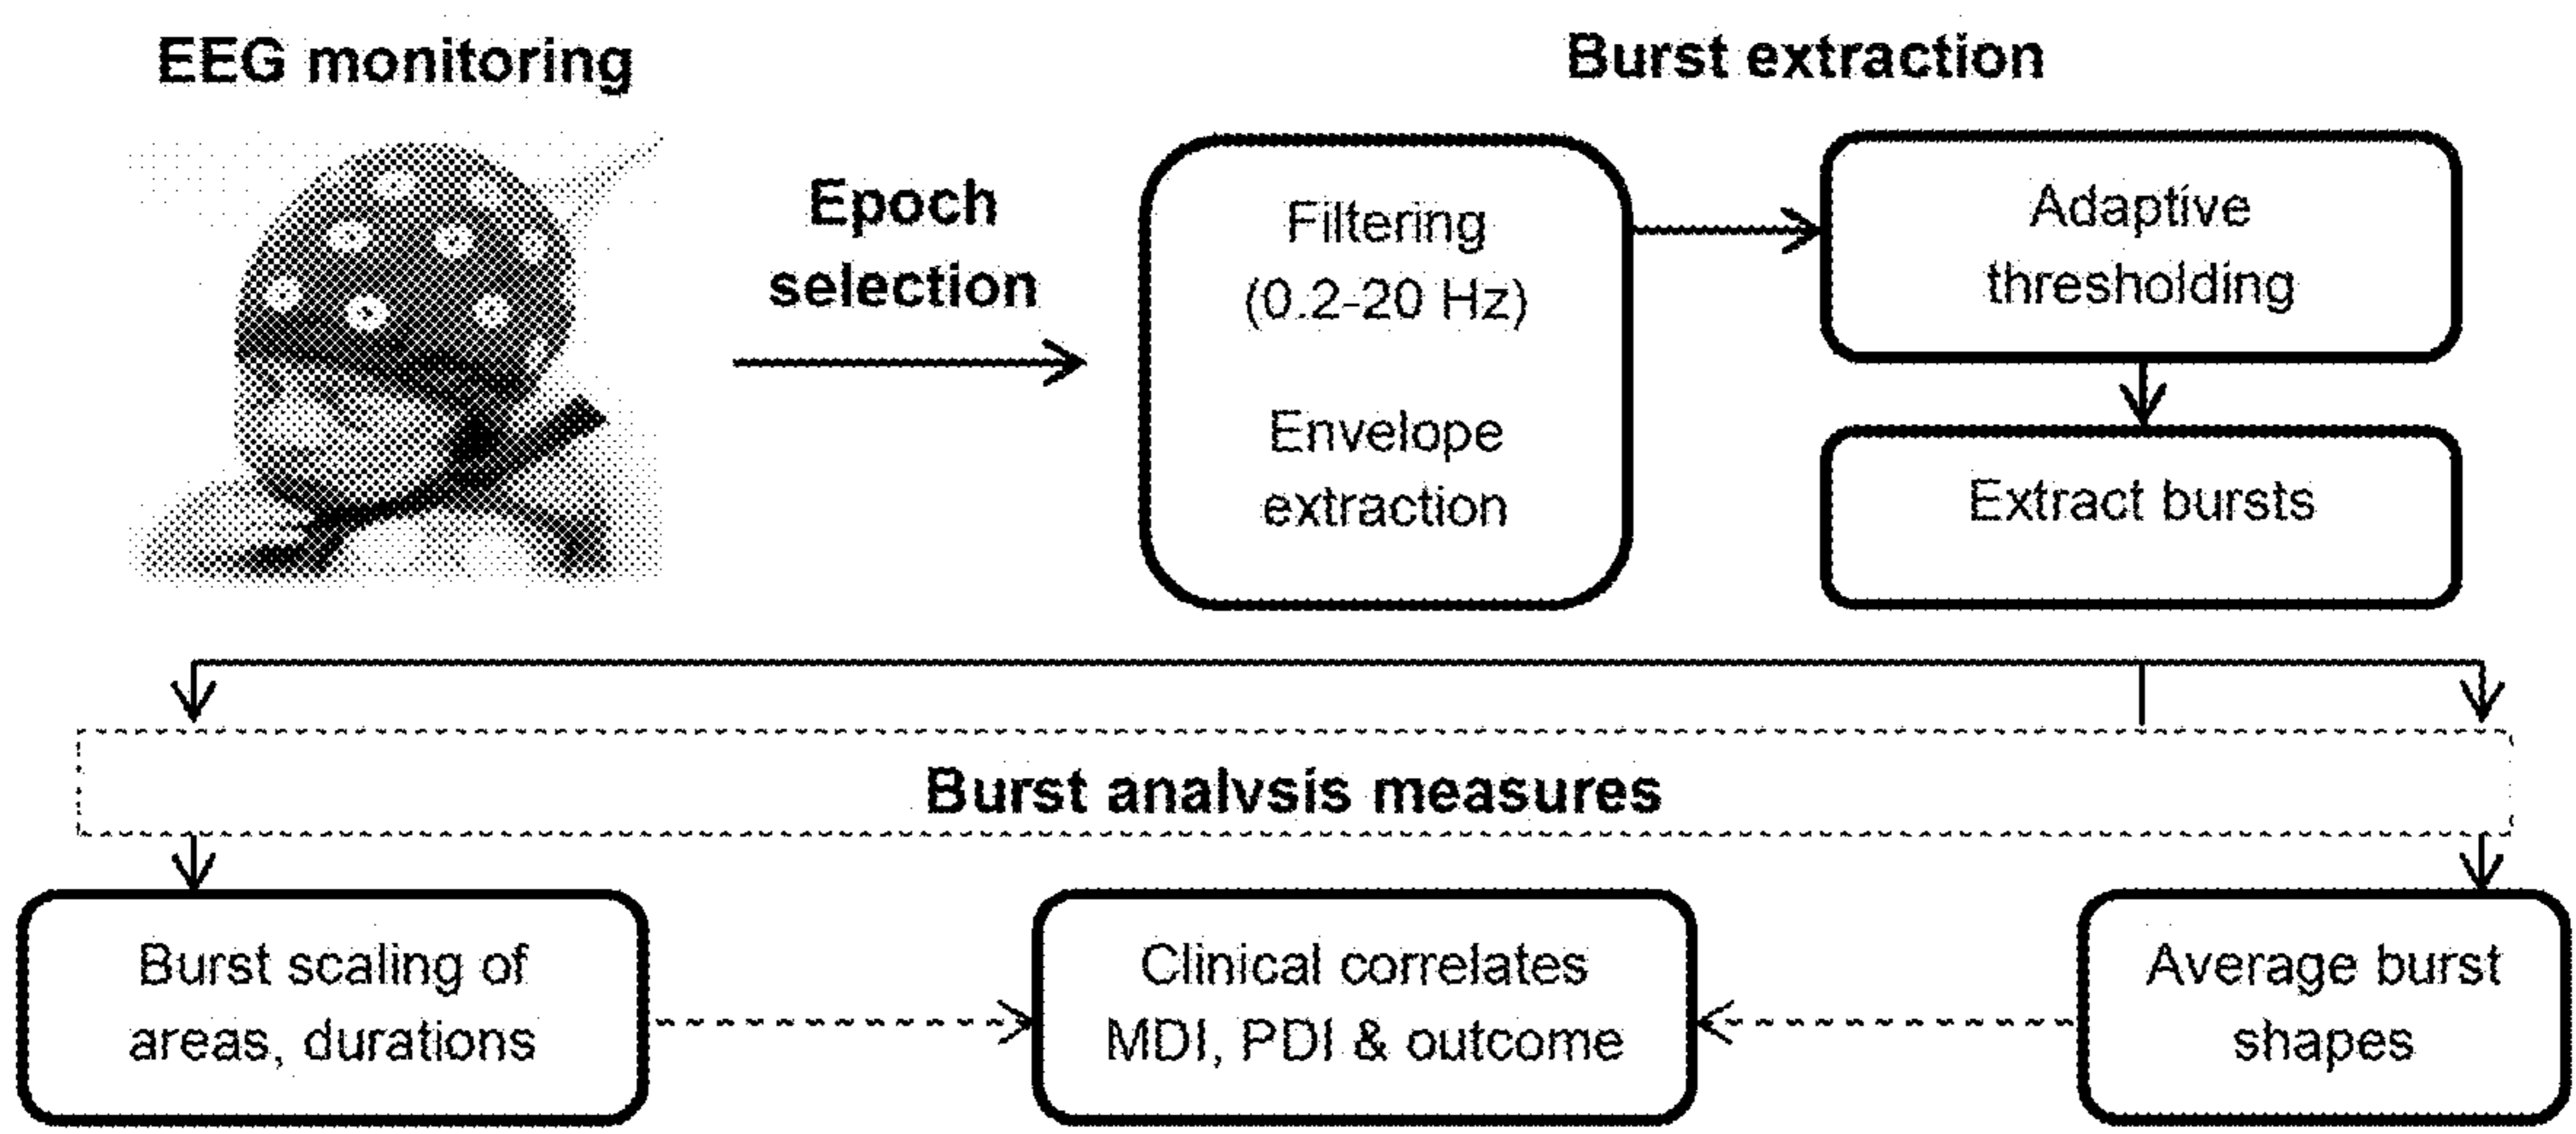 EEG monitoring
Burst extraction
Epoch
selection
Filtering
(0.2-20 Hz)
Envelope
extraction
Adaptive
thresholding
Extract bursts
Burst analysis measures
Burst scaling of
areas, durations
Clinical correlates
MDI, PDI & outcome
Average burst
shapes